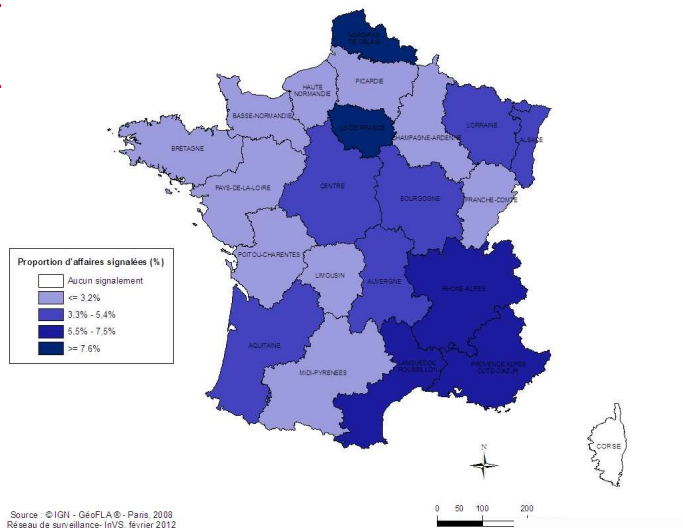 NORD-PAS
DE-CALAIS
PICARDIE
HAUTE
NORMANDIE
BASSE-NORMANDIE
ILE-DE-FRANCE
CHAMPAGNE-ARDENNE
LORRAINE
ALSACE
BRETAGNE
PAYS-DE-LA-LOIRE
CENTRE
BOURGOGNE
FRANCHE-COMTE
POITOU-CHARENTES
LIMOUSIN
AUVERGNE
RHONE-ALPES
AQUITAINE
MIDI-PYRENEES
LANGUEDOC
ROUSSILLON
PROVENCE ALPES
COTE-D'AZUR
CORSE
Proportion d'affaires signalées (%)
Aucun signalement
<= 3,2%
3.3% - 5,4%
5,5% - 7,5%
>= 7,6%
N
0 50 100 200
Source : © IGN - GéoFLA ® - Paris, 2008
Réseau de surveillance- InVS, février 2012